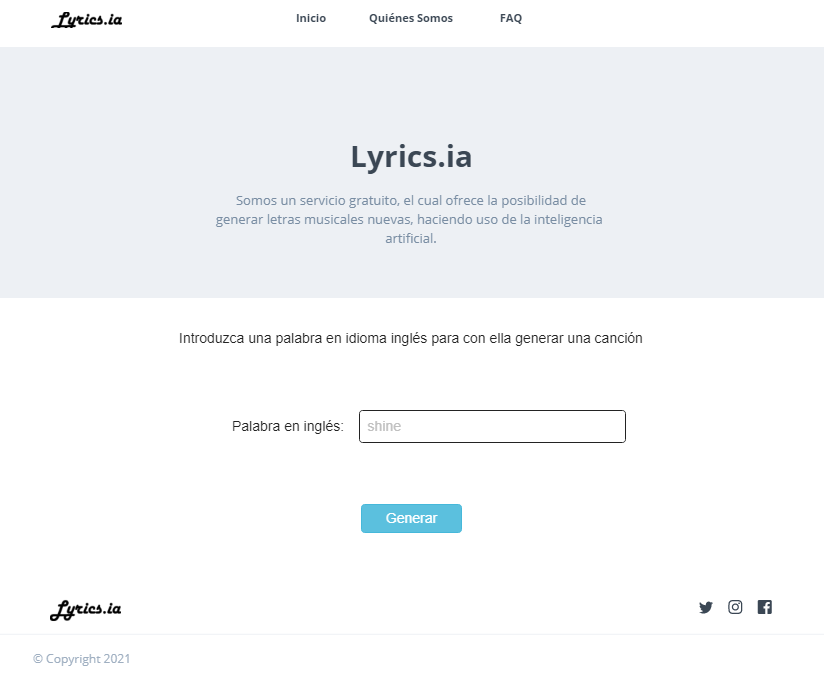 Lyrics.ia Inicio Quiénes Somos FAQ
Lyrics.ia
Somos un servicio gratuito, el cual ofrece la posibilidad de
generar letras musicales nuevas, haciendo uso de la inteligencia
artificial.
Introduzca una palabra en idioma inglés para con ella generar una canción
Palabra en inglés: shine
Generar
Lyrics.ia
© Copyright 2021